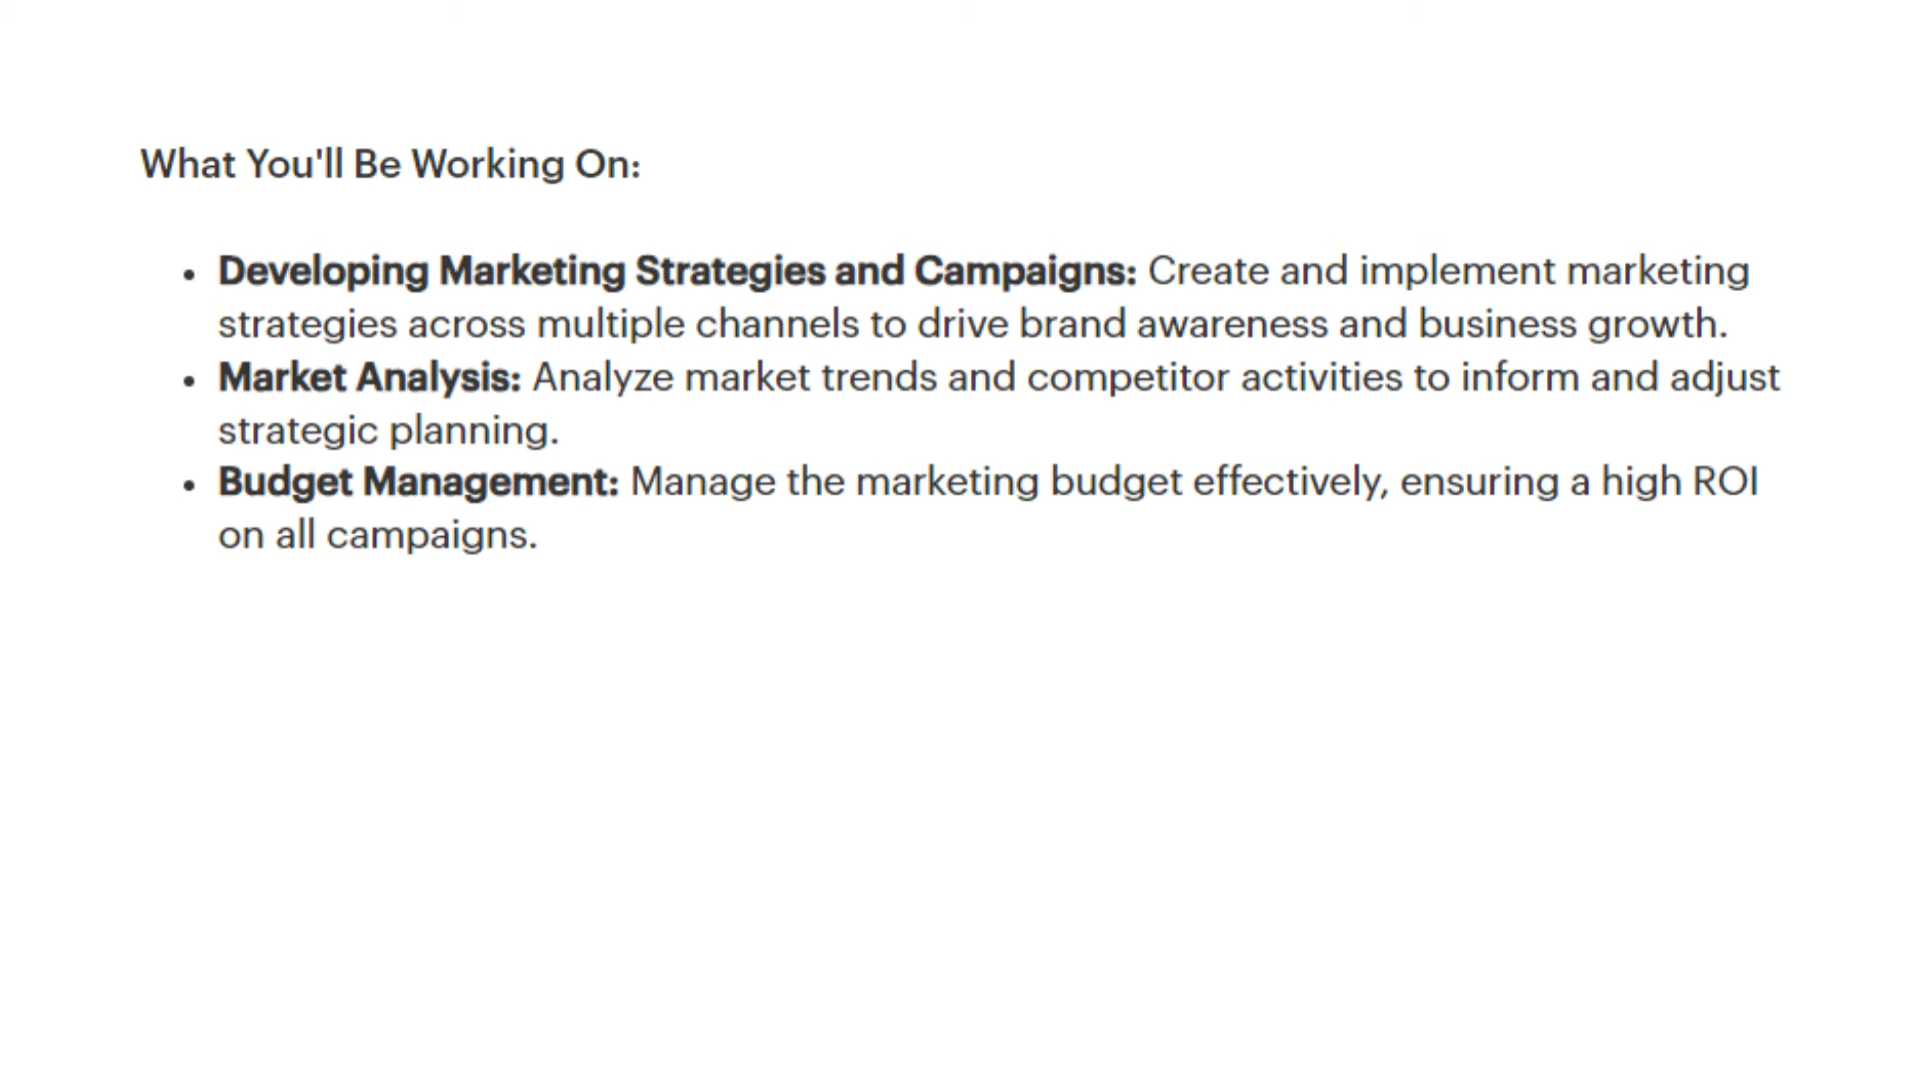 What You'll Be Working On:
• Developing Marketing Strategies and Campaigns: Create and implement marketing
strategies across multiple channels to drive brand awareness and business growth.
• Market Analysis: Analyze market trends and competitor activities to inform and adjust
strategic planning.
• Budget Management: Manage the marketing budget effectively, ensuring a high ROI
on all campaigns.